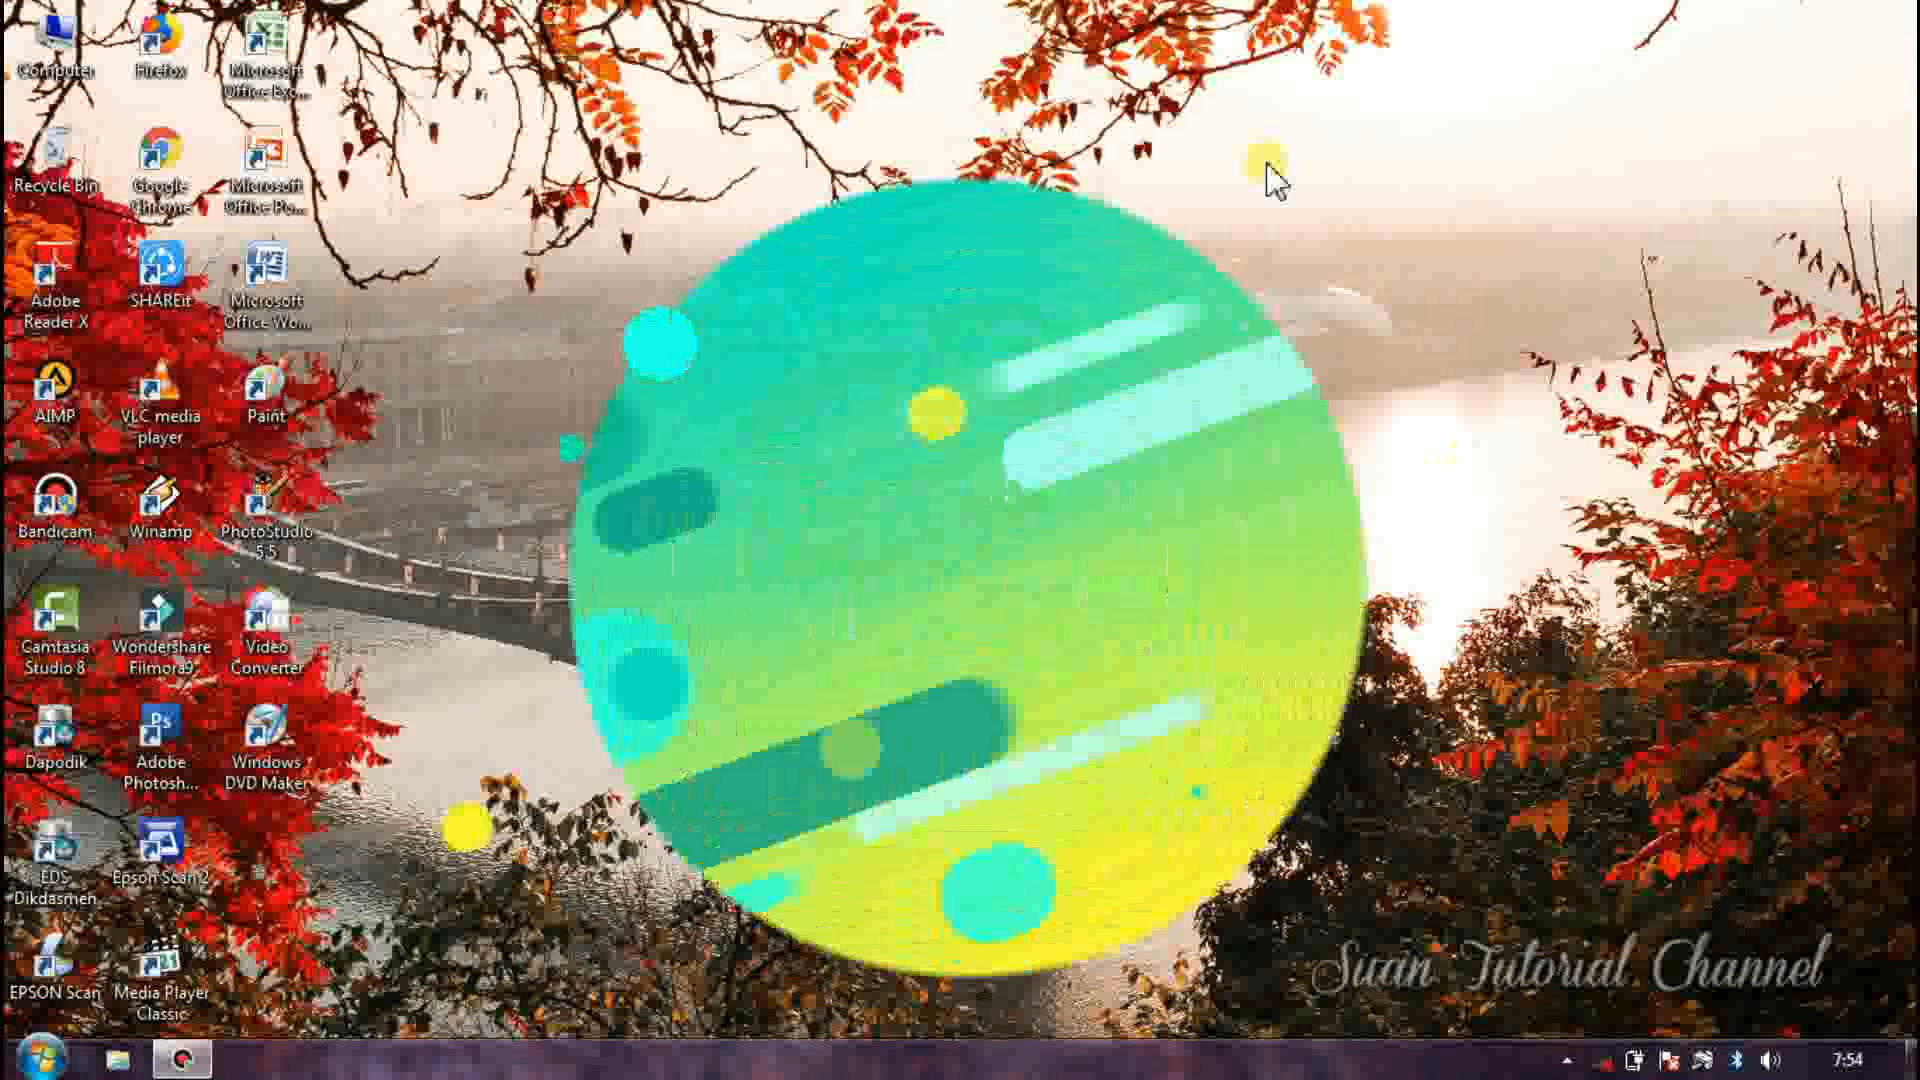 Computer
Firefox
Microsoft
Office Exc...
Recycle Bin
Google
Chrome
Microsoft
Office Po...
Adobe
Reader X
SHAREit
Microsoft
Office Wo...
AIMP
VLC media
player
Paint
Bandicam
Winamp
PhotoStudio
5.5
Camtasia
Studio 8
Wondershare
Filmora9
Video
Converter
Dapodik
Adobe
Photosh...
Windows
DVD Maker
EDS
Dikdasmen
Epson Scan 2
EPSON Scan
Media Player
Classic
Suan Tutorial Channel
7:54